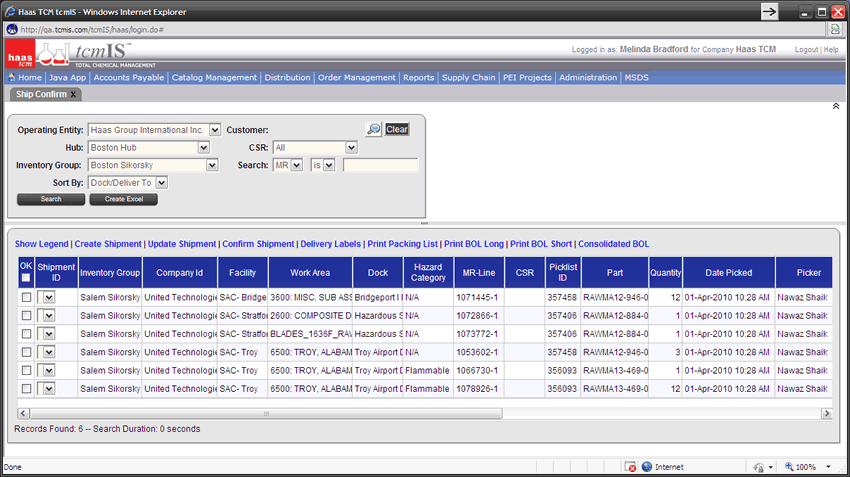 Haas TCM tcmIS - Windows Internet Explorer
http://qa.tcmis.com/tcmIS/haas/login.do#
haas tcm tcmIS™ TOTAL CHEMICAL MANAGEMENT
Logged in as: Melinda Bradford for Company Haas TCM Logout | Help
Home | Java App | Accounts Payable | Catalog Management | Distribution | Order Management | Reports | Supply Chain | PEI Projects | Administration | MSDS
Ship Confirm X
Operating Entity: Haas Group International Inc. Customer: Clear
Hub: Boston Hub CSR: All
Inventory Group: Boston Sikorsky Search: MR is
Sort By: Dock/Deliver To
Search Create Excel
Show Legend | Create Shipment | Update Shipment | Confirm Shipment | Delivery Labels | Print Packing List | Print BOL Long | Print BOL Short | Consolidated BOL
OK Shipment ID Inventory Group Company Id Facility Work Area Dock Hazard Category MR-Line CSR Picklist ID Part Quantity Date Picked Picker
Salem Sikorsky United Technologie SAC- Bridge 3600: MISC. SUB ASS Bridgeport N/A 1071445-1 357458 RAWMA12-946-0 12 01-Apr-2010 10:28 AM Nawaz Shaik
Salem Sikorsky United Technologie SAC- Stratfor 2600: COMPOSITE D Hazardous S N/A 1072866-1 357406 RAWMA12-884-0 1 01-Apr-2010 10:28 AM Nawaz Shaik
Salem Sikorsky United Technologie SAC- Stratfor BLADES_1636F_RAV Hazardous S N/A 1073772-1 357406 RAWMA12-884-0 1 01-Apr-2010 10:28 AM Nawaz Shaik
Salem Sikorsky United Technologie SAC- Troy 6500: TROY, ALABAM Troy Airport D N/A 1053602-1 357458 RAWMA12-946-0 3 01-Apr-2010 10:28 AM Nawaz Shaik
Salem Sikorsky United Technologie SAC- Troy 6500: TROY, ALABAM Troy Airport D Flammable 1066730-1 356093 RAWMA13-469-0 1 01-Apr-2010 10:28 AM Nawaz Shaik
Salem Sikorsky United Technologie SAC- Troy 6500: TROY, ALABAM Troy Airport D Flammable 1078926-1 356093 RAWMA13-469-0 12 01-Apr-2010 10:28 AM Nawaz Shaik
Records Found: 6 -- Search Duration: 0 seconds
Done Internet 100%